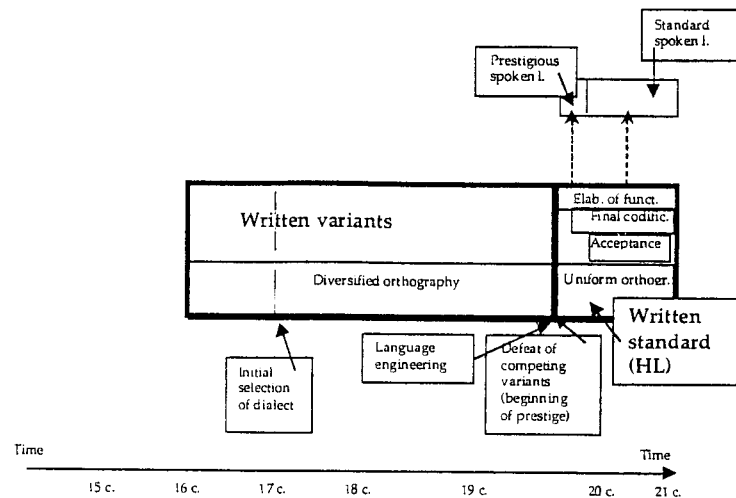 Standard
spoken l.
Prestigious
spoken l.
Elab. of funct.
Final codific.
Acceptance
Written variants
Diversified orthography
Uniform orthogr.
Written
standard
(HL)
Language
engineering
Defeat of
competing
variants
(beginning
of prestige)
Initial
selection
of dialect
Time
Time
15 c.
16 c.
17 c.
18 c.
19 c.
20 c.
21 c.